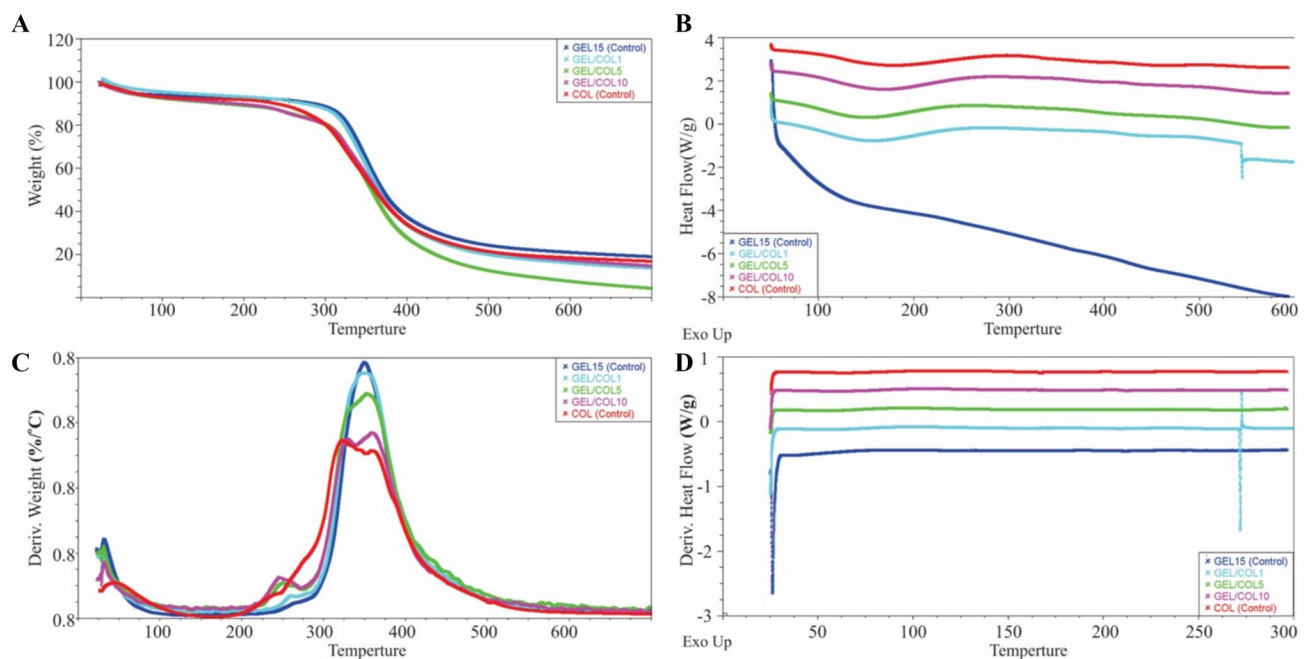 A
120
100
80
60
40
20
Weight (%)
100 200 300 400 500 600
Temperture
× GEL15 (Control)
× GEL/COL1
× GEL/COL5
× GEL/COL10
× COL (Control)
B
4
2
0
-2
-4
-6
-8
Heat Flow(W/g)
100 200 300 400 500 600
Exo Up
Temperture
× GEL15 (Control)
× GEL/COL1
× GEL/COL5
× GEL/COL10
× COL (Control)
C
0.8
0.8
0.8
0.8
0.8
Deriv. Weight (%/°C)
100 200 300 400 500 600
Temperture
× GEL15 (Control)
× GEL/COL1
× GEL/COL5
× GEL/COL10
× COL (Control)
D
1
1
0
-1
-2
-3
Deriv. Heat Flow (W/g)
50 100 150 200 250 300
Exo Up
Temperture
× GEL15 (Control)
× GEL/COL1
× GEL/COL5
× GEL/COL10
× COL (Control)